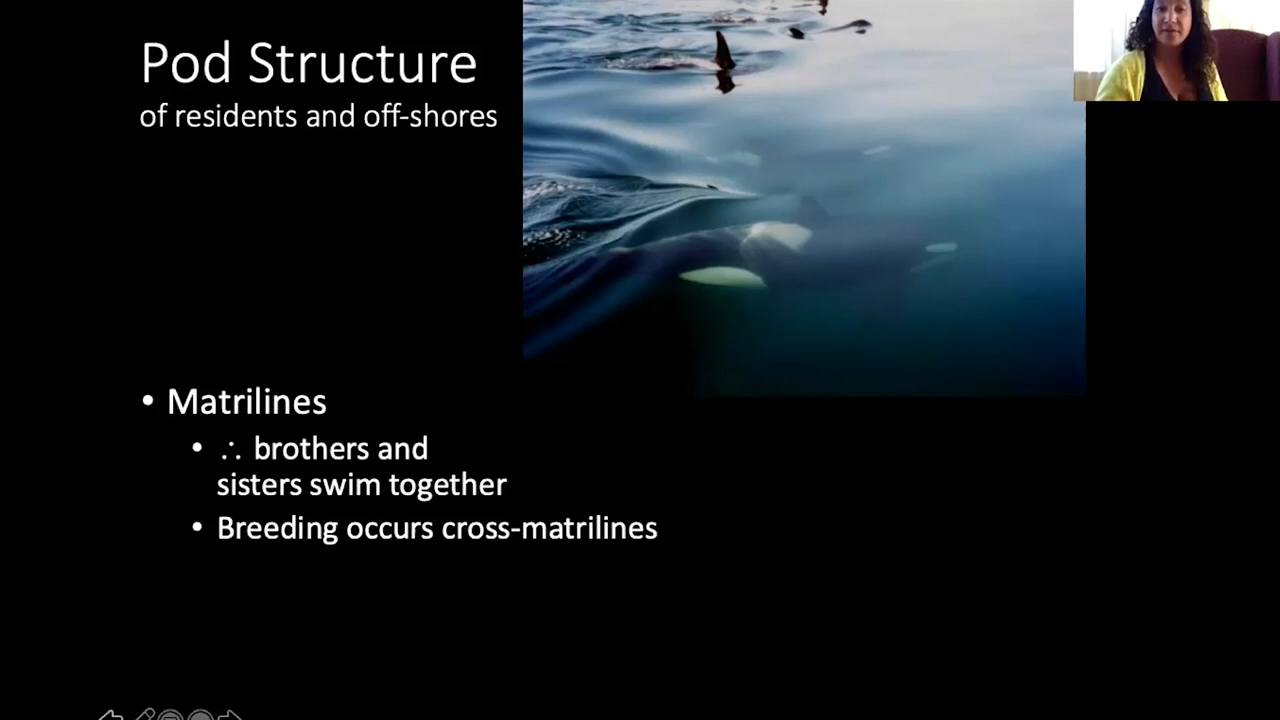 Pod Structure
of residents and off-shores
• Matrilines
• ∴ brothers and
sisters swim together
• Breeding occurs cross-matrilines